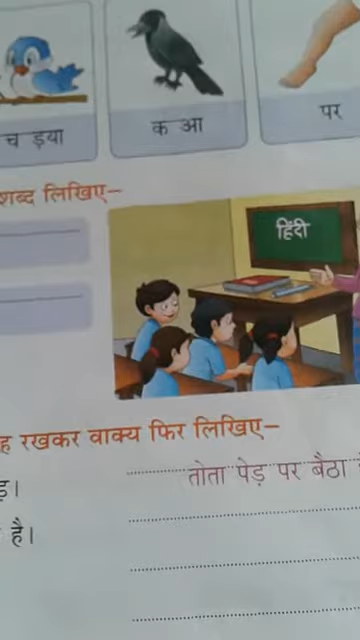 च ड़या
क आ
पर
शब्द लिखिए–
हिंदी
रखकर वाक्य फिर लिखिए–
तोता पेड़ पर बैठा
है।